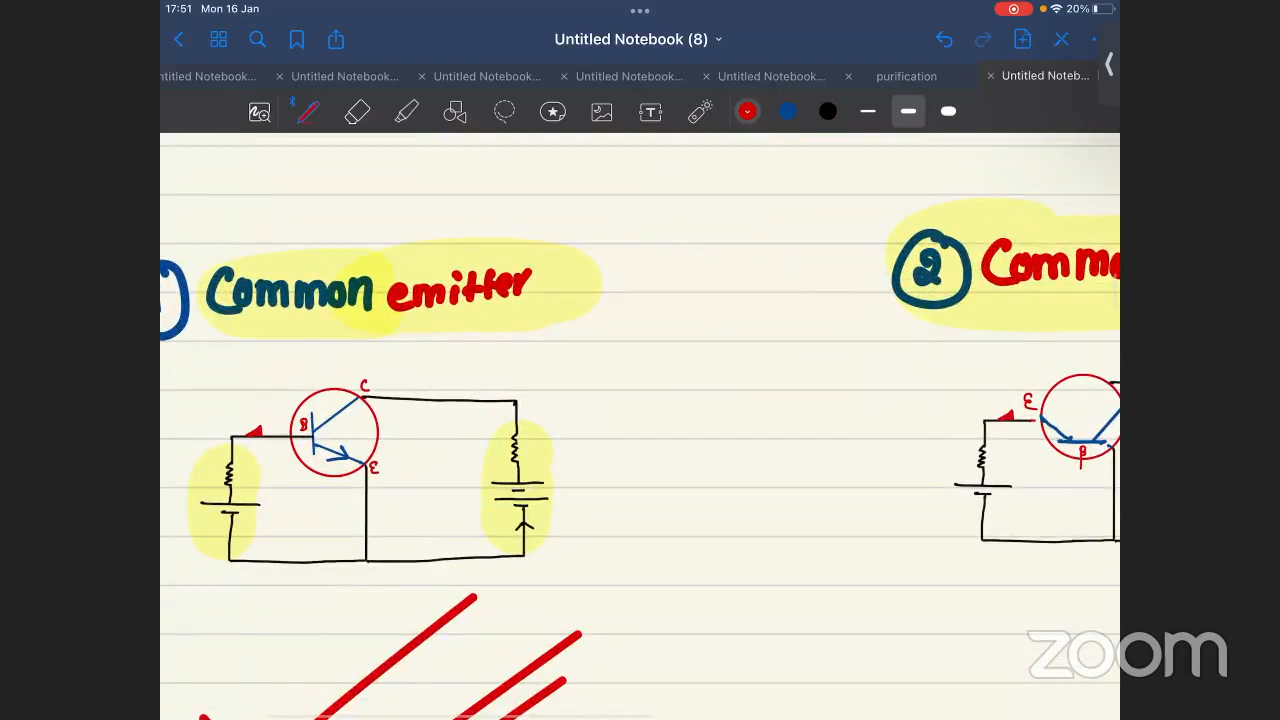 17:51 Mon 16 Jan
20%
Untitled Notebook (8)
ntitled Notebook...
Untitled Notebook...
Untitled Notebook...
Untitled Notebook...
Untitled Notebook...
purification
Untitled Noteb...
T
Common emitter
2 Comm
C
B
E
E
B
zoom